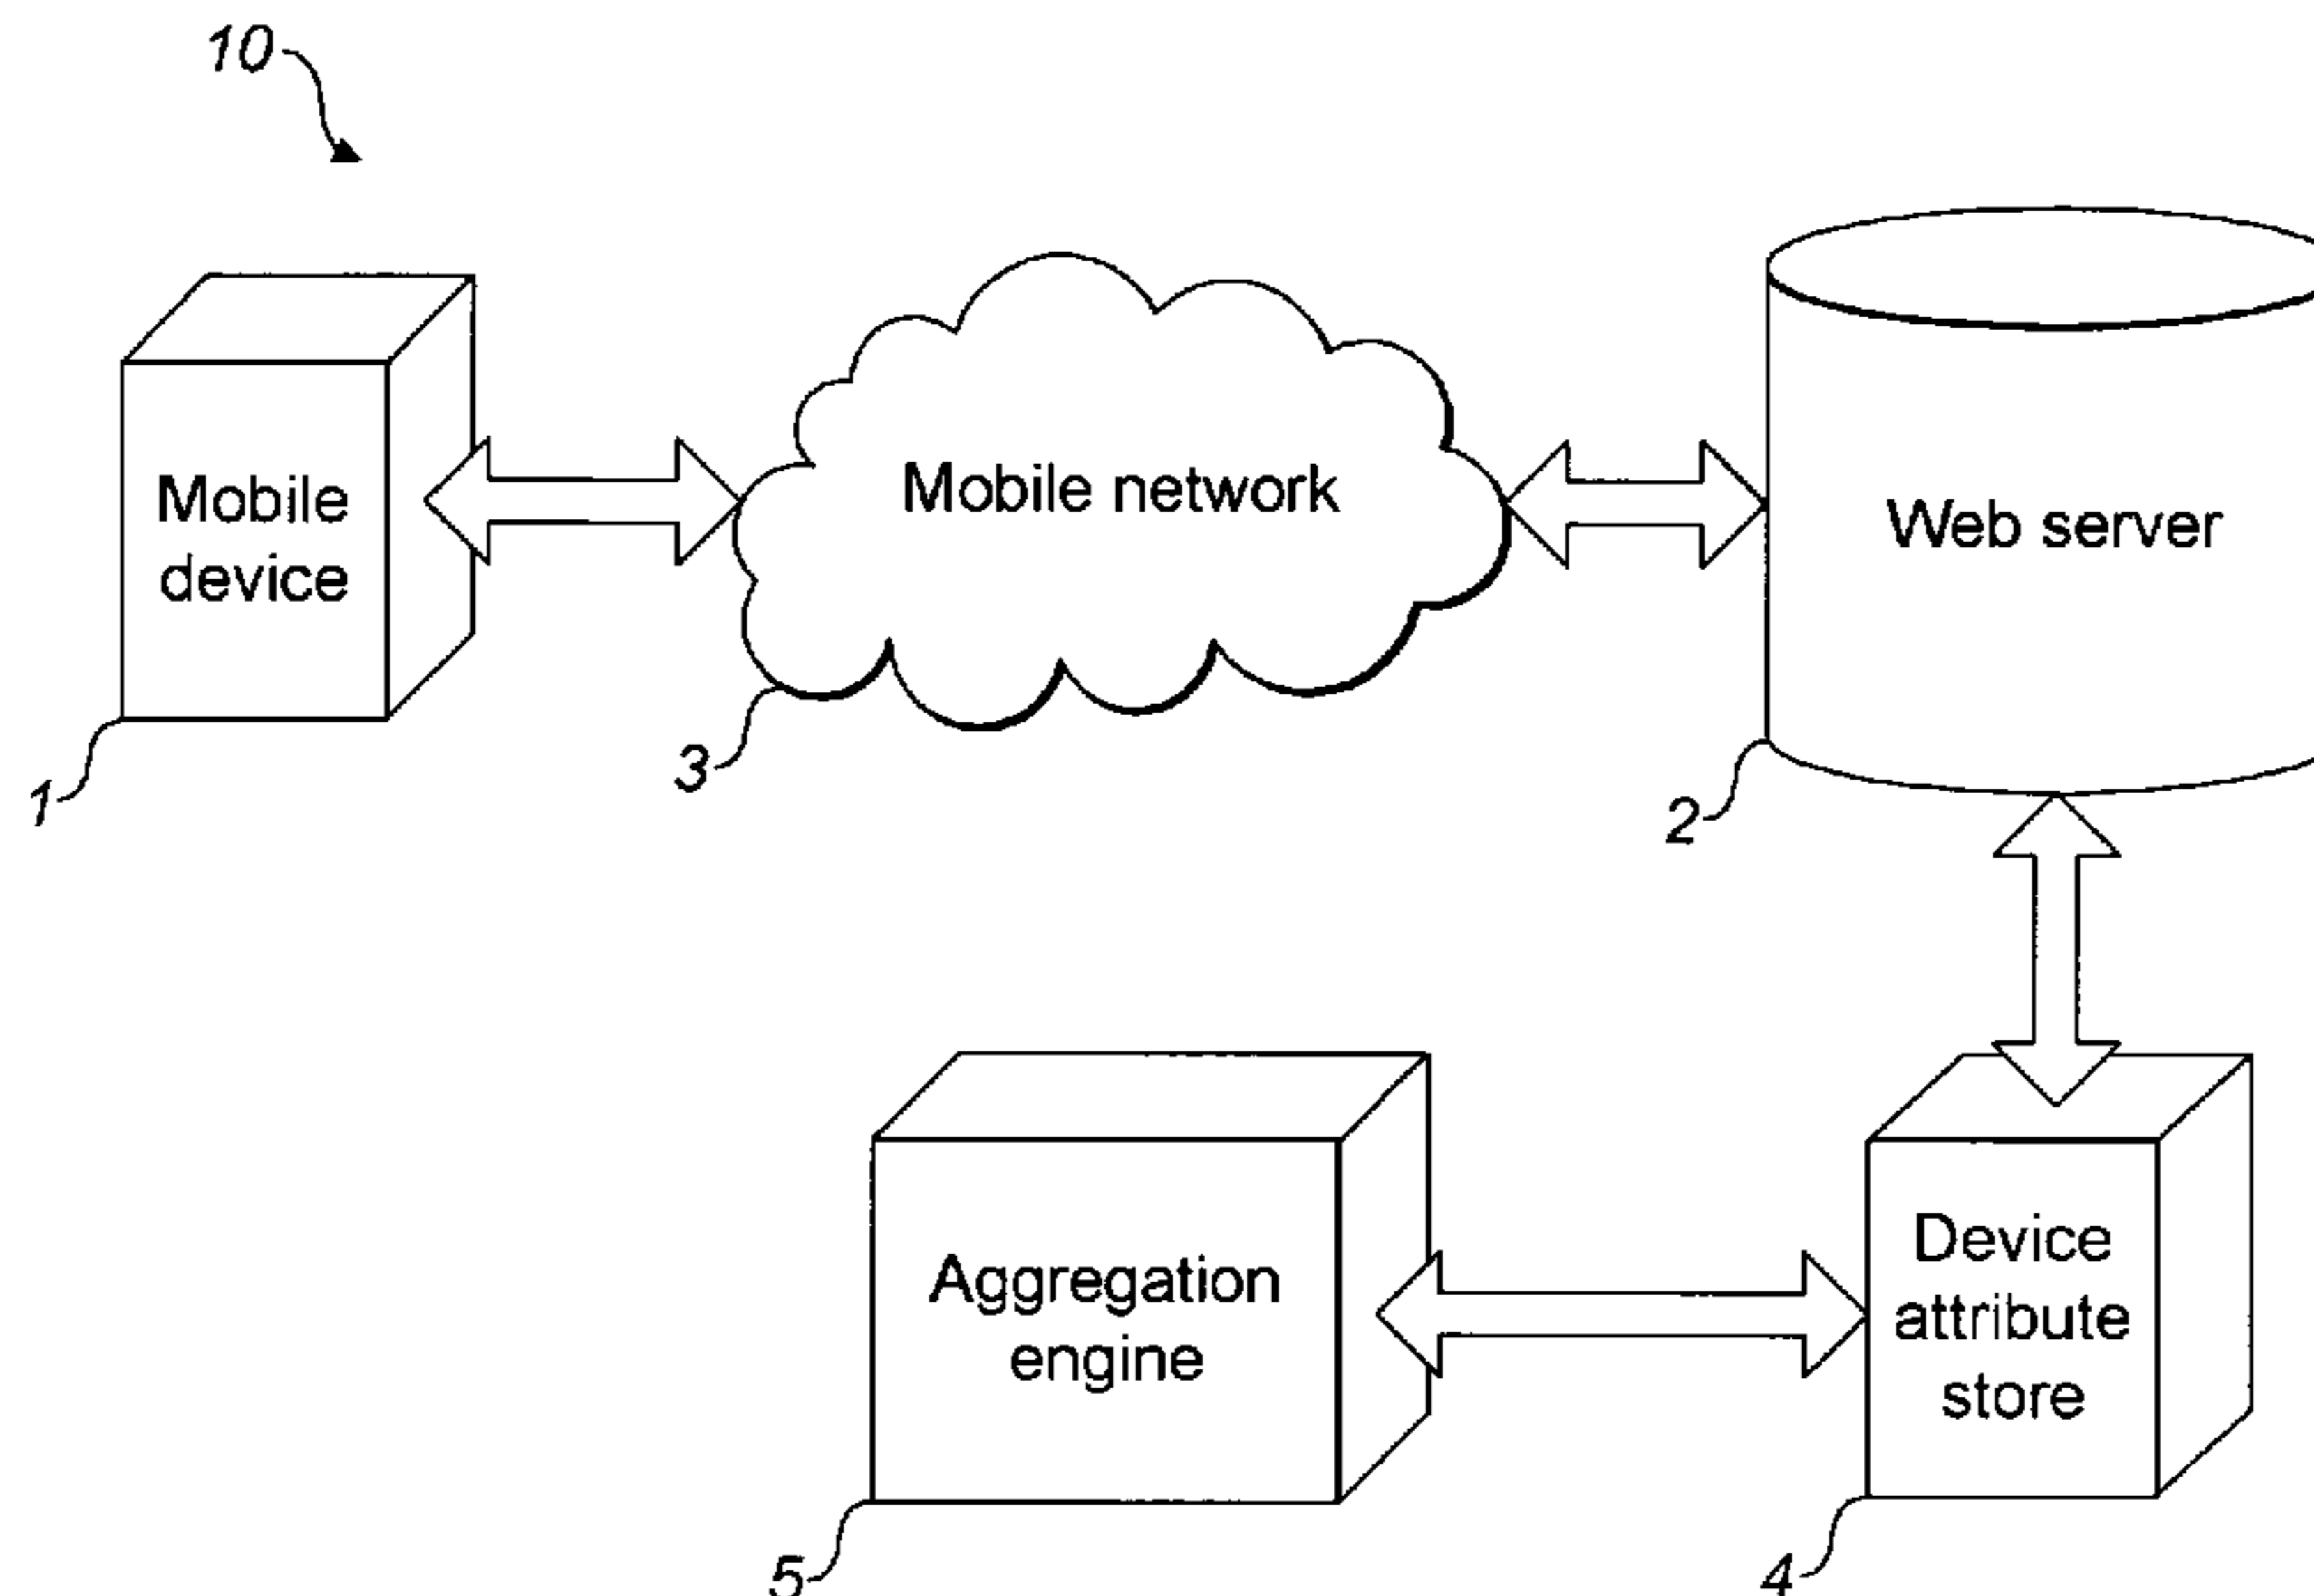 10
Mobile
device
Mobile network
Web server
1
3
2
Aggregation
engine
Device
attribute
store
5
4